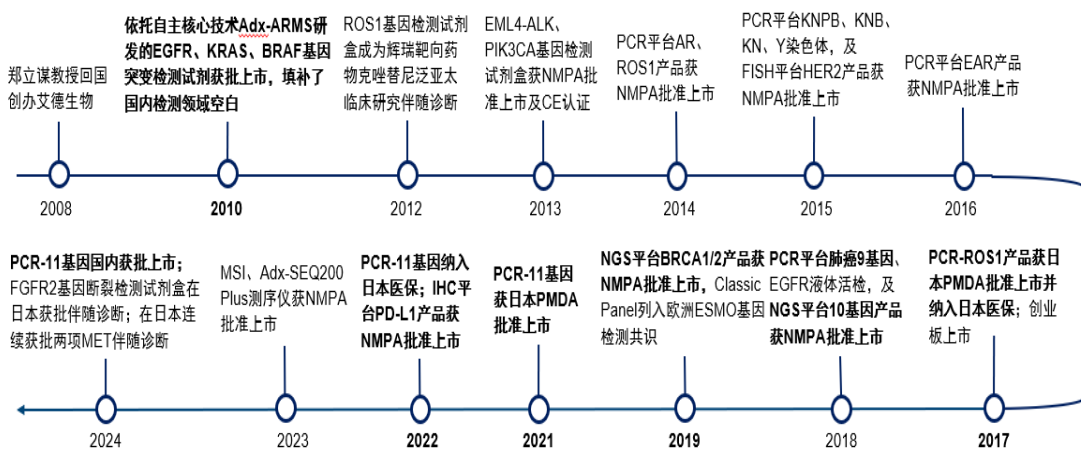 郑立谋教授回国
创办艾德生物
依托自主核心技术Adx-ARMS研
发的EGFR、KRAS、BRAF基因
突变检测试剂获批上市，填补了
国内检测领域空白
ROS1基因检测试剂
盒成为辉瑞靶向药
物克唑替尼泛亚太
临床研究伴随诊断
EML4-ALK、
PIK3CA基因检测
试剂盒获NMPA批
准上市及CE认证
PCR平台AR、
ROS1产品获
NMPA批准上市
PCR平台KNPB、KNB、
KN、Y染色体，及
FISH平台HER2产品获
NMPA批准上市
PCR平台EAR产品
获NMPA批准上市
2008
2010
2012
2013
2014
2015
2016
PCR-11基因国内获批上市；
FGFR2基因断裂检测试剂盒在
日本获批伴随诊断；在日本连
续获批两项MET伴随诊断
MSI、Adx-SEQ200
Plus测序仪获NMPA
批准上市
PCR-11基因纳入
日本医保；IHC平
台PD-L1产品获
NMPA批准上市
PCR-11基因
获日本PMDA
批准上市
NGS平台BRCA1/2产品获
NMPA批准上市，Classic
Panel列入欧洲ESMO基因
检测共识
PCR平台肺癌9基因、
EGFR液体活检，及
NGS平台10基因产品
获NMPA批准上市
PCR-ROS1产品获日
本PMDA批准上市并
纳入日本医保；创业
板上市
2024
2023
2022
2021
2019
2018
2017